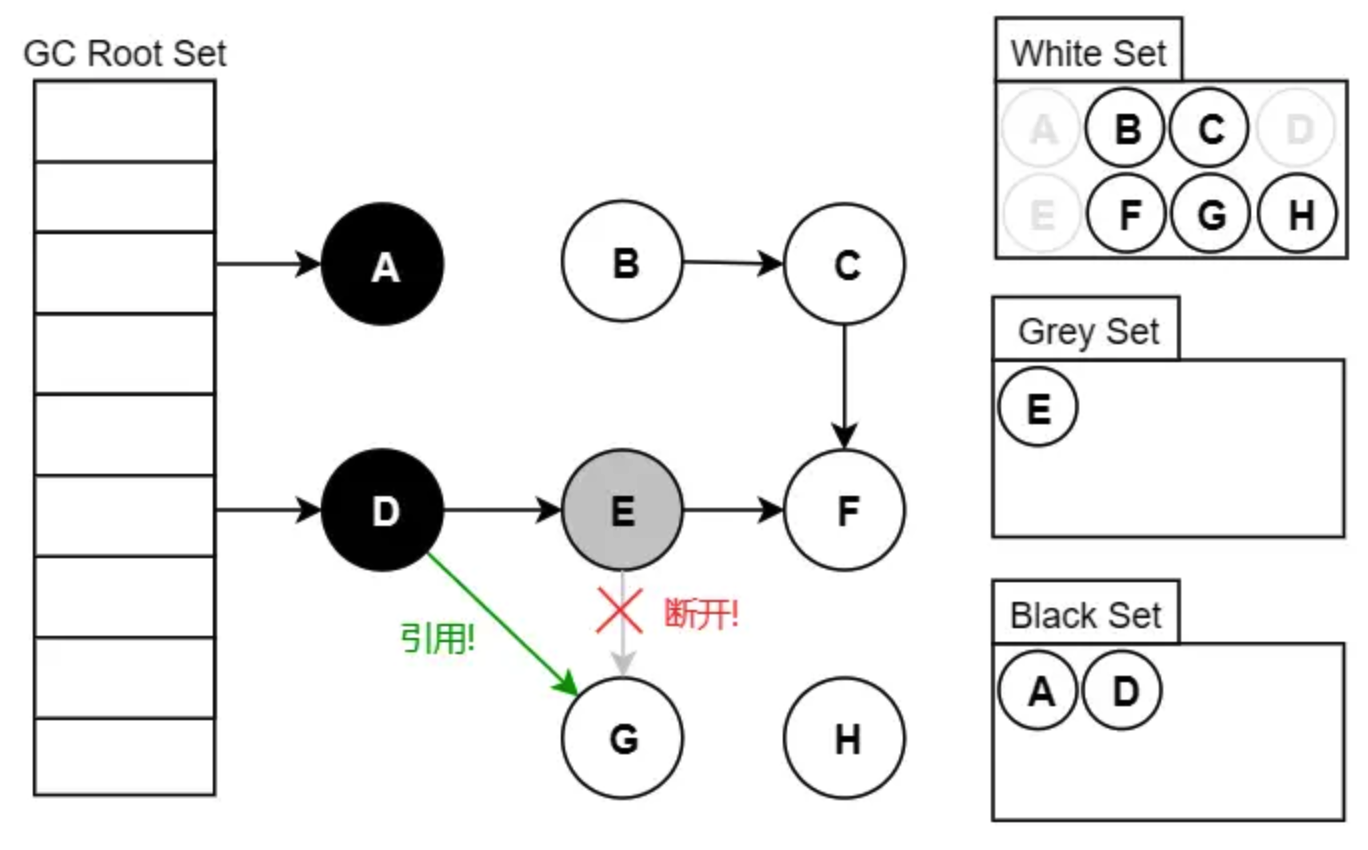 GC Root Set
A
B
C
D
E
F
引用!
断开!
G
H
White Set
A B C D
E F G H
Grey Set
E
Black Set
A D